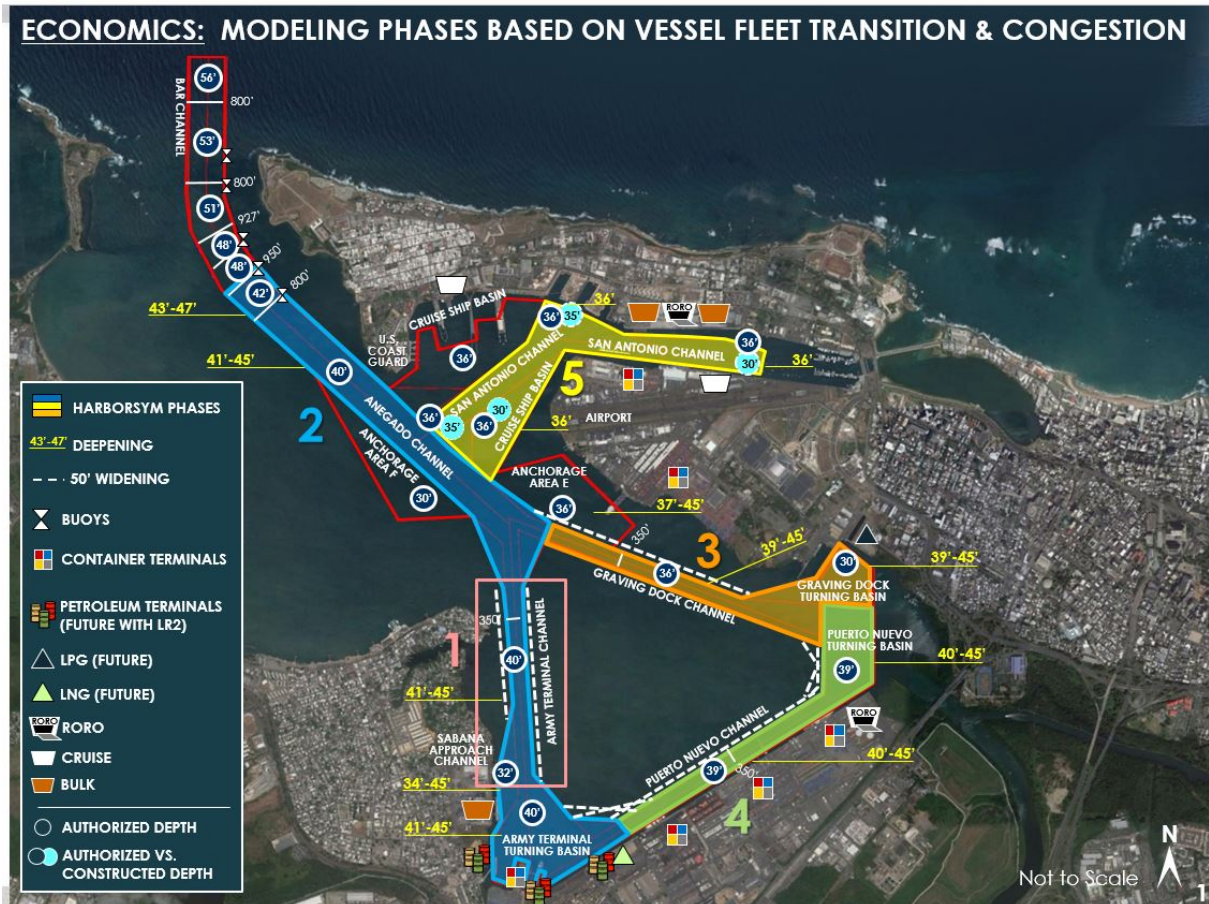 ECONOMICS: MODELING PHASES BASED ON VESSEL FLEET TRANSITION & CONGESTION
56'
800'
BAR CHANNEL
53'
800'
51'
927'
48'
950'
48'
800'
42'
43'-47'
41'-45'
40'
CRUISE SHIP BASIN
U.S.
COAST
GUARD
36'
36'
35'
36'
RORO
SAN ANTONIO CHANNEL
36'
30'
36'
SAN ANTONIO CHANNEL
36'
35'
30'
36'
CRUISE SHIP BASIN
5
36'
AIRPORT
2
ANEGADO CHANNEL
ANCHORAGE
AREA F
30'
ANCHORAGE
AREA E
36'
37'-45'
350'
3
39'-45'
36'
GRAVING DOCK CHANNEL
30'
39'-45'
GRAVING DOCK
TURNING BASIN
PUERTO NUEVO
TURNING BASIN
39'
40'-45'
1
350'
40'
ARMY TERMINAL CHANNEL
41'-45'
SABANA
APPROACH
CHANNEL
32'
34'-45'
40'
41'-45'
ARMY TERMINAL
TURNING BASIN
PUERTO NUEVO CHANNEL
39'
350'
RORO
40'-45'
4
HARBORSYM PHASES
43'-47' DEEPENING
50' WIDENING
BUOYS
CONTAINER TERMINALS
PETROLEUM TERMINALS
(FUTURE WITH LR2)
LPG (FUTURE)
LNG (FUTURE)
RORO RORO
CRUISE
BULK
AUTHORIZED DEPTH
AUTHORIZED VS.
CONSTRUCTED DEPTH
N
Not to Scale
1